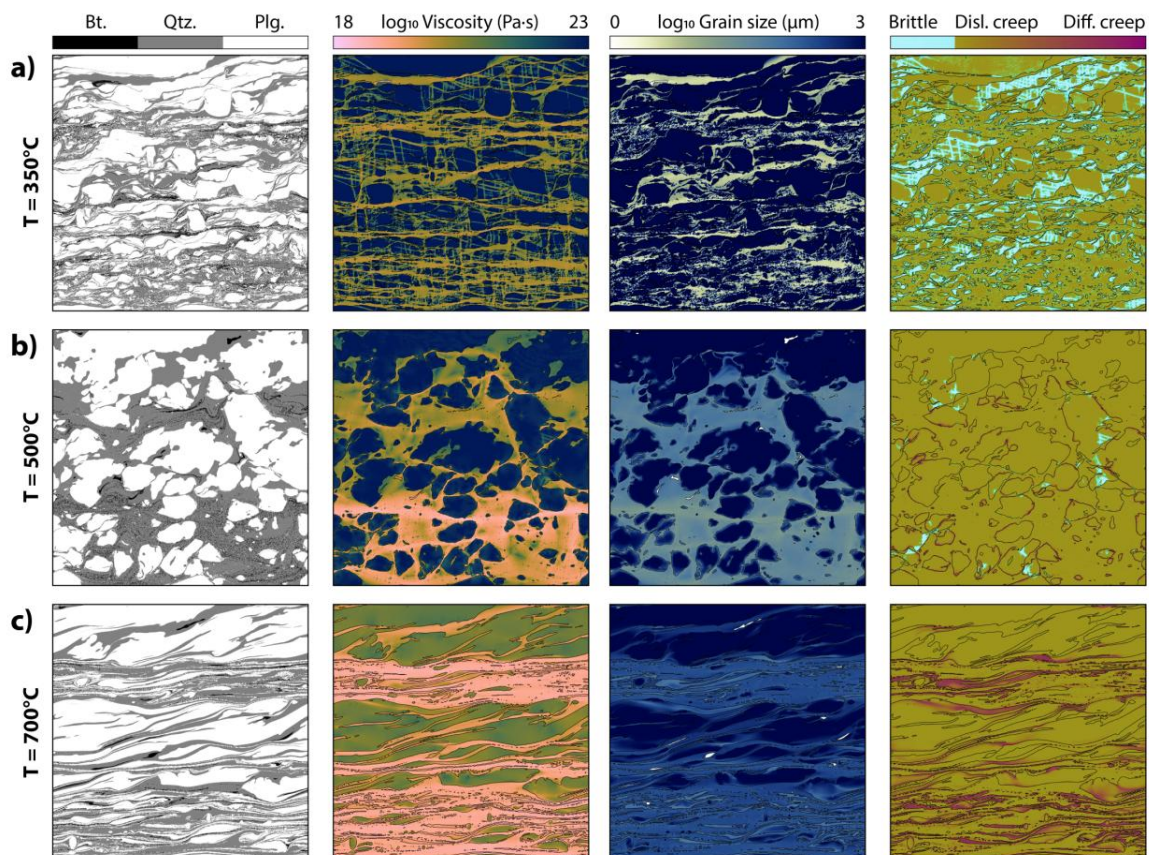 Bt. Qtz. Plg.
18 log₁₀ Viscosity (Pa·s) 23
0 log₁₀ Grain size (µm) 3
Brittle Disl. creep Diff. creep
a)
T = 350°C
b)
T = 500°C
c)
T = 700°C